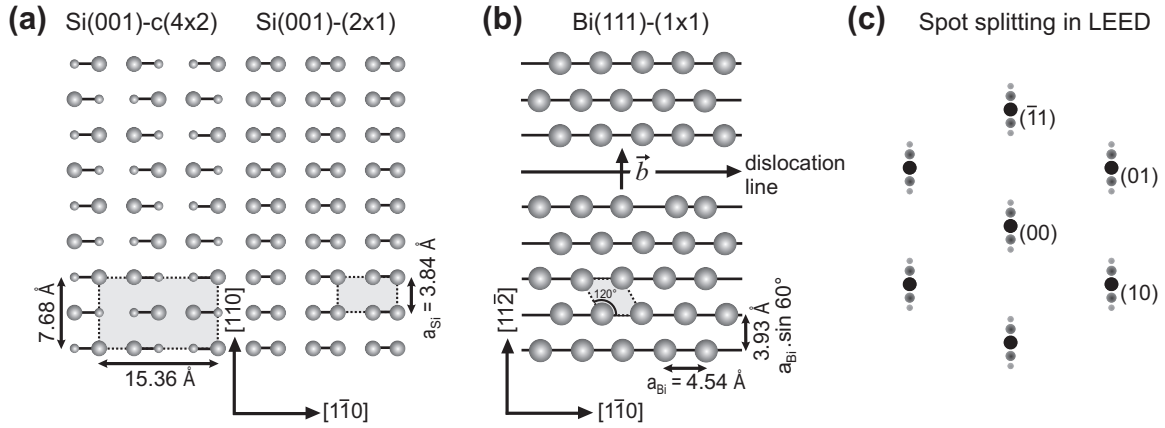 (a) Si(001)-c(4x2) Si(001)-(2x1)
7.68 Å
15.36 Å
[110]
[11̅0]
a_Si = 3.84 Å
(b) Bi(111)-(1x1)
b⃗
dislocation
line
120°
[112̅]
[11̅0]
3.93 Å
a_Bi . sin 60°
a_Bi = 4.54 Å
(c) Spot splitting in LEED
(1̅1)
(01)
(00)
(10)